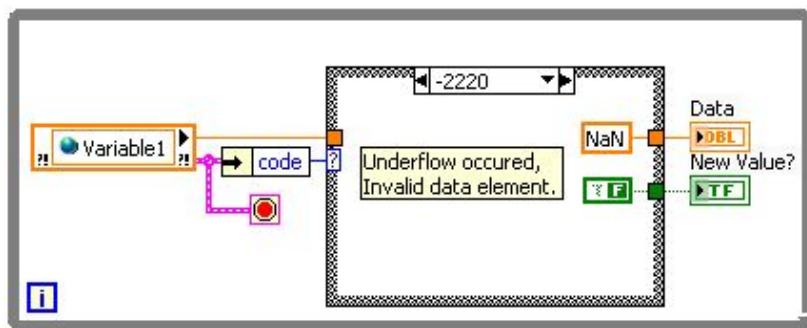 -2220
Data
NaN
DBL
?!
Variable1
?!
code
?
Underflow occured,
Invalid data element.
New Value?
F
TF
i